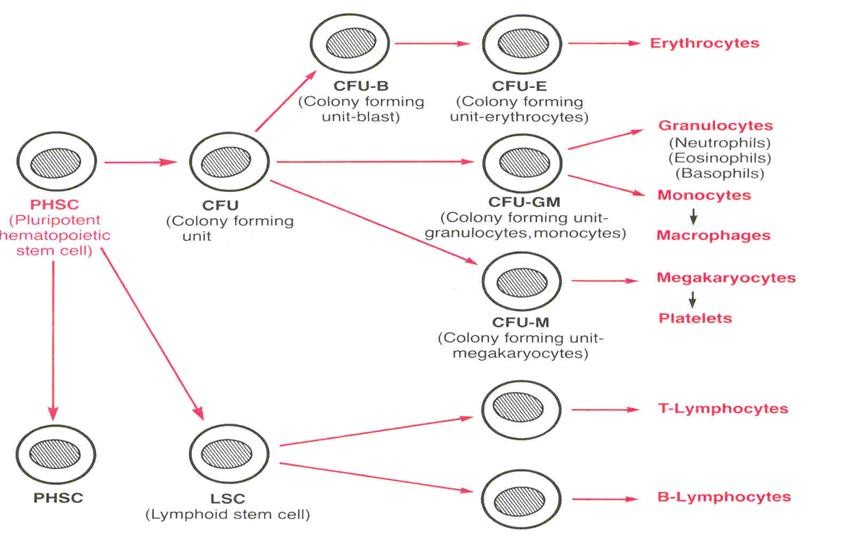 Erythrocytes
CFU-B
(Colony forming
unit-blast)
CFU-E
(Colony forming
unit-erythrocytes)
Granulocytes
(Neutrophils)
(Eosinophils)
(Basophils)
PHSC
(Pluripotent
hematopoietic
stem cell)
CFU
(Colony forming
unit
CFU-GM
(Colony forming unit-
granulocytes, monocytes)
Monocytes
Macrophages
Megakaryocytes
Platelets
CFU-M
(Colony forming unit-
megakaryocytes)
T-Lymphocytes
PHSC
LSC
(Lymphoid stem cell)
B-Lymphocytes